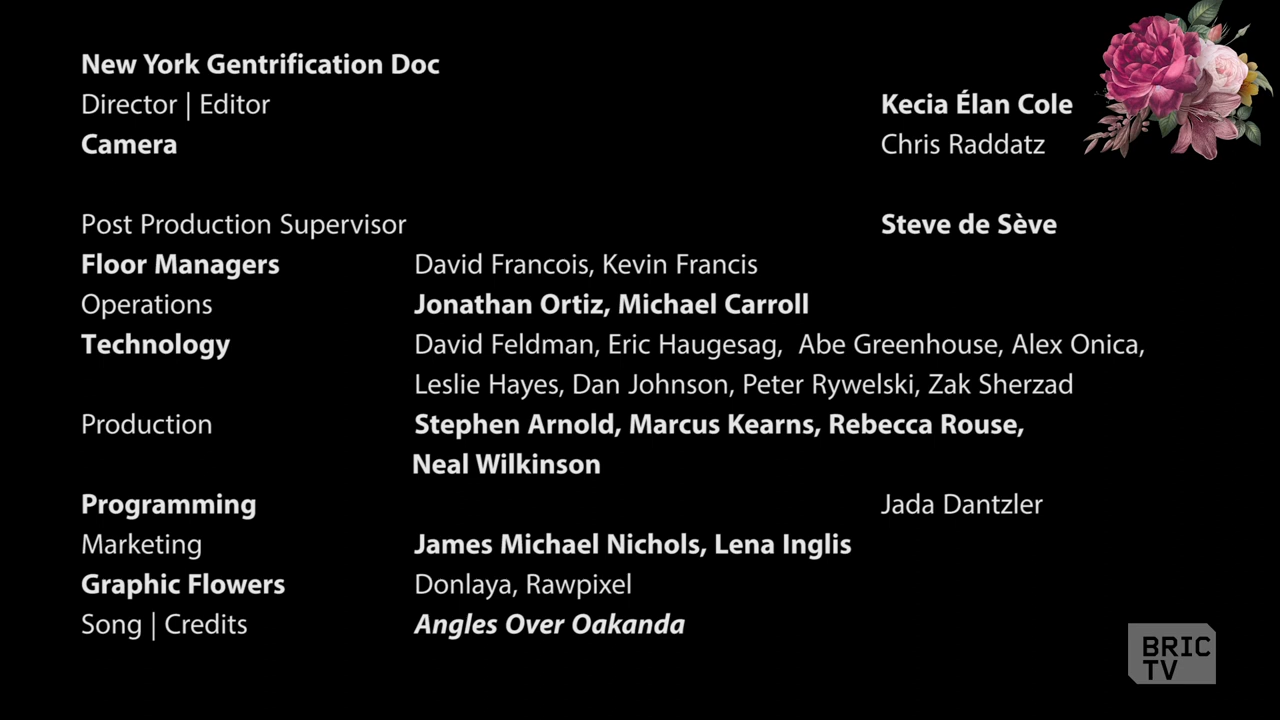 New York Gentrification Doc
Director | Editor Kecia Élan Cole
Camera Chris Raddatz
Post Production Supervisor Steve de Sève
Floor Managers David Francois, Kevin Francis
Operations Jonathan Ortiz, Michael Carroll
Technology David Feldman, Eric Haugesag, Abe Greenhouse, Alex Onica,
Leslie Hayes, Dan Johnson, Peter Rywelski, Zak Sherzad
Production Stephen Arnold, Marcus Kearns, Rebecca Rouse,
Neal Wilkinson
Programming Jada Dantzler
Marketing James Michael Nichols, Lena Inglis
Graphic Flowers Donlaya, Rawpixel
Song | Credits Angles Over Oakanda
BRIC
TV